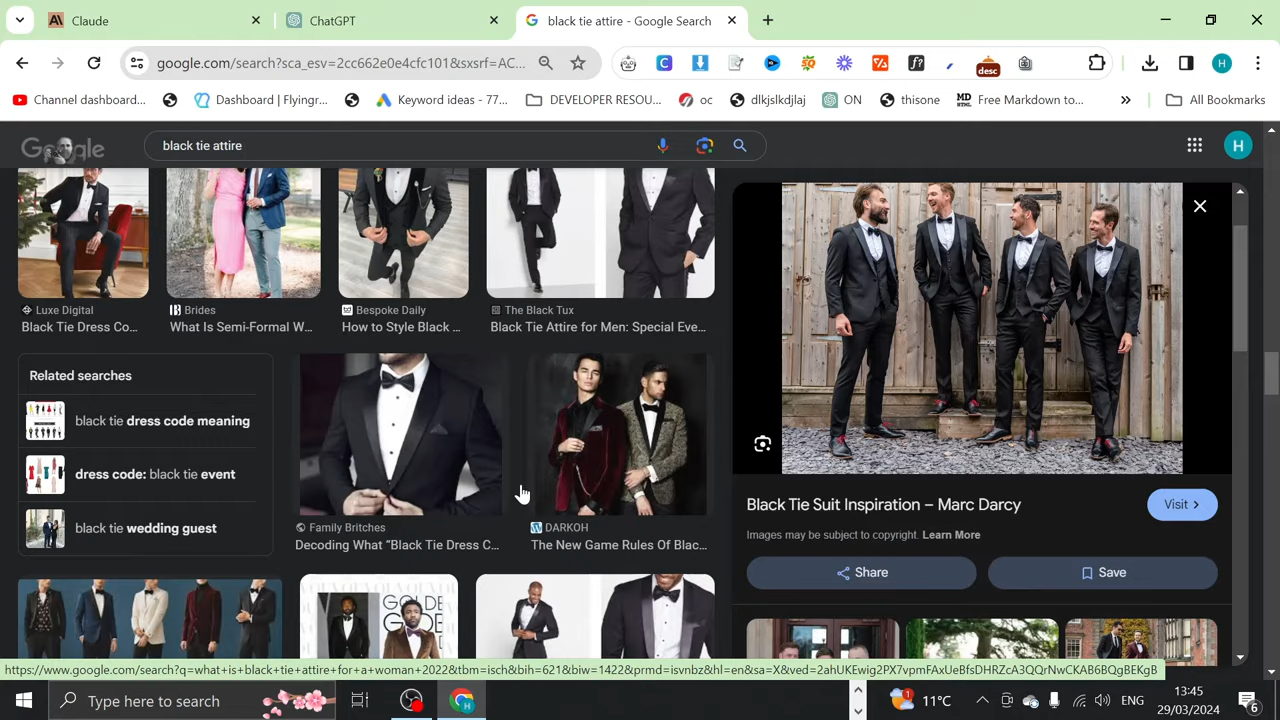 Claude
ChatGPT
black tie attire - Google Search
google.com/search?sca_esv=2cc662e0e4cfc101&sxsrf=AC...
Channel dashboard...
Dashboard | Flyingr...
Keyword ideas - 77...
DEVELOPER RESOU...
oc
dlkjslkdjlaj
ON
thisone
Free Markdown to...
»
All Bookmarks
Google
black tie attire
H
Luxe Digital
Black Tie Dress Co...
Brides
What Is Semi-Formal W...
Bespoke Daily
How to Style Black ...
The Black Tux
Black Tie Attire for Men: Special Eve...
Related searches
black tie dress code meaning
dress code: black tie event
black tie wedding guest
Family Britches
Decoding What “Black Tie Dress C...
DARKOH
The New Game Rules Of Blac...
GOLDE
Black Tie Suit Inspiration – Marc Darcy
Visit
Images may be subject to copyright. Learn More
Share
Save
https://www.google.com/search?q=what+is+black+tie+attire+for+a+woman+2022&tbm=isch&bih=621&biw=1422&prmd=isvnbz&hl=en&sa=X&ved=2ahUKEwig2PX7vpmFAxUeBfsDHRZcA3QQrNwCKAB6BQgBEKgB
Type here to search
11°C
ENG
13:45
29/03/2024
6